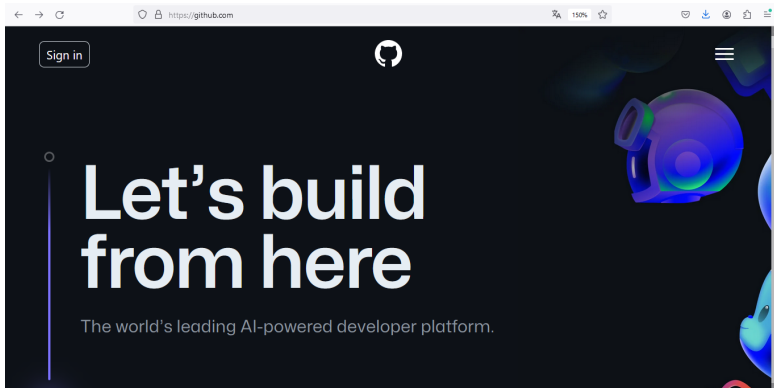 https://github.com
150%
Sign in
Let’s build
from here
The world’s leading AI-powered developer platform.